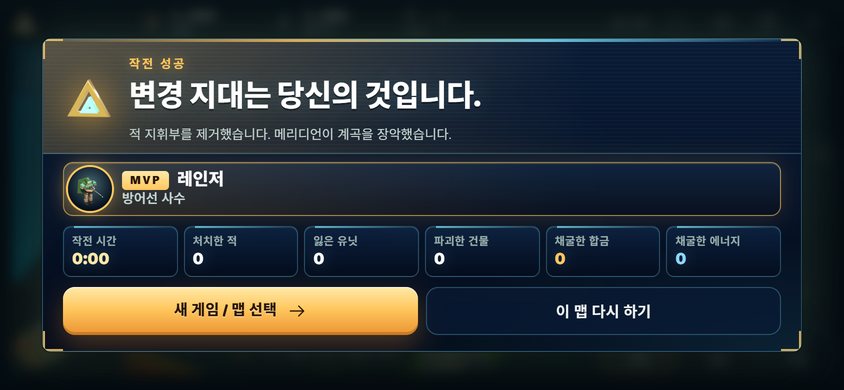 작전 성공
변경 지대는 당신의 것입니다.
적 지휘부를 제거했습니다. 메리디언이 계곡을 장악했습니다.
MVP 레인저
방어선 사수
작전 시간
0:00
처치한 적
0
잃은 유닛
0
파괴한 건물
0
채굴한 합금
0
채굴한 에너지
0
새 게임 / 맵 선택 →
이 맵 다시 하기